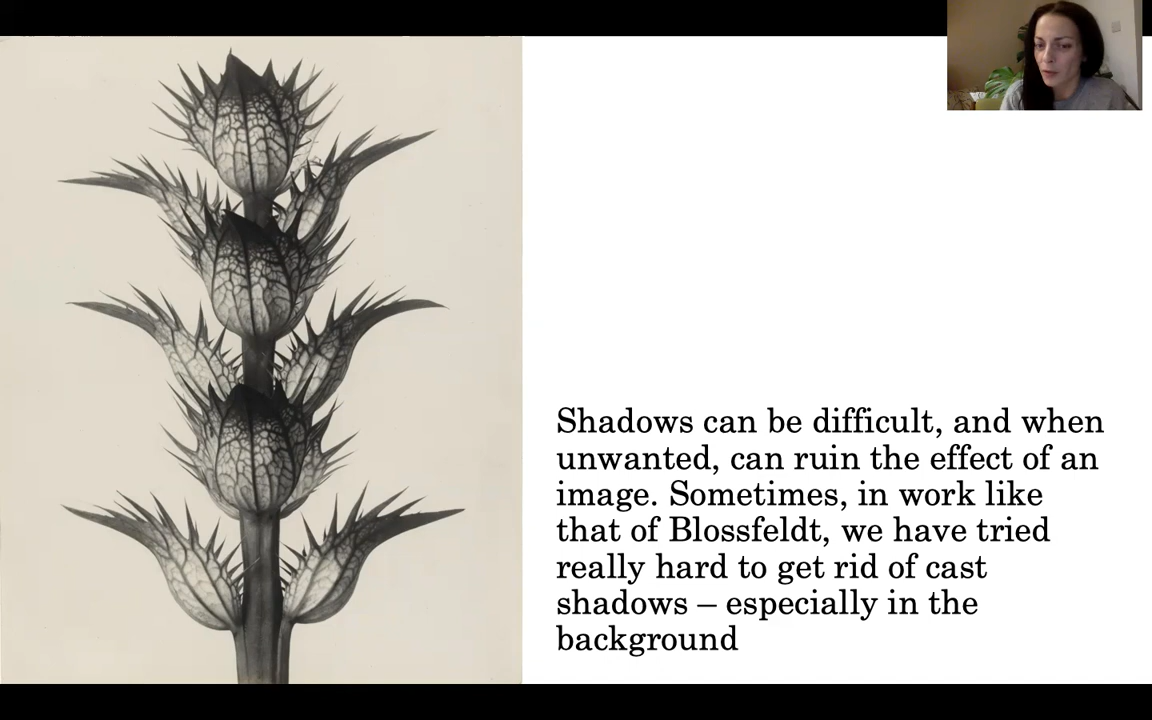 Shadows can be difficult, and when
unwanted, can ruin the effect of an
image. Sometimes, in work like
that of Blossfeldt, we have tried
really hard to get rid of cast
shadows – especially in the
background